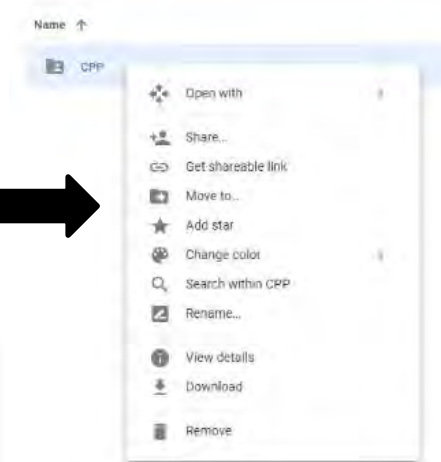 Name
CPP
Open with
Share...
Get shareable link
Move to...
Add star
Change color
Search within CPP
Rename...
View details
Download
Remove